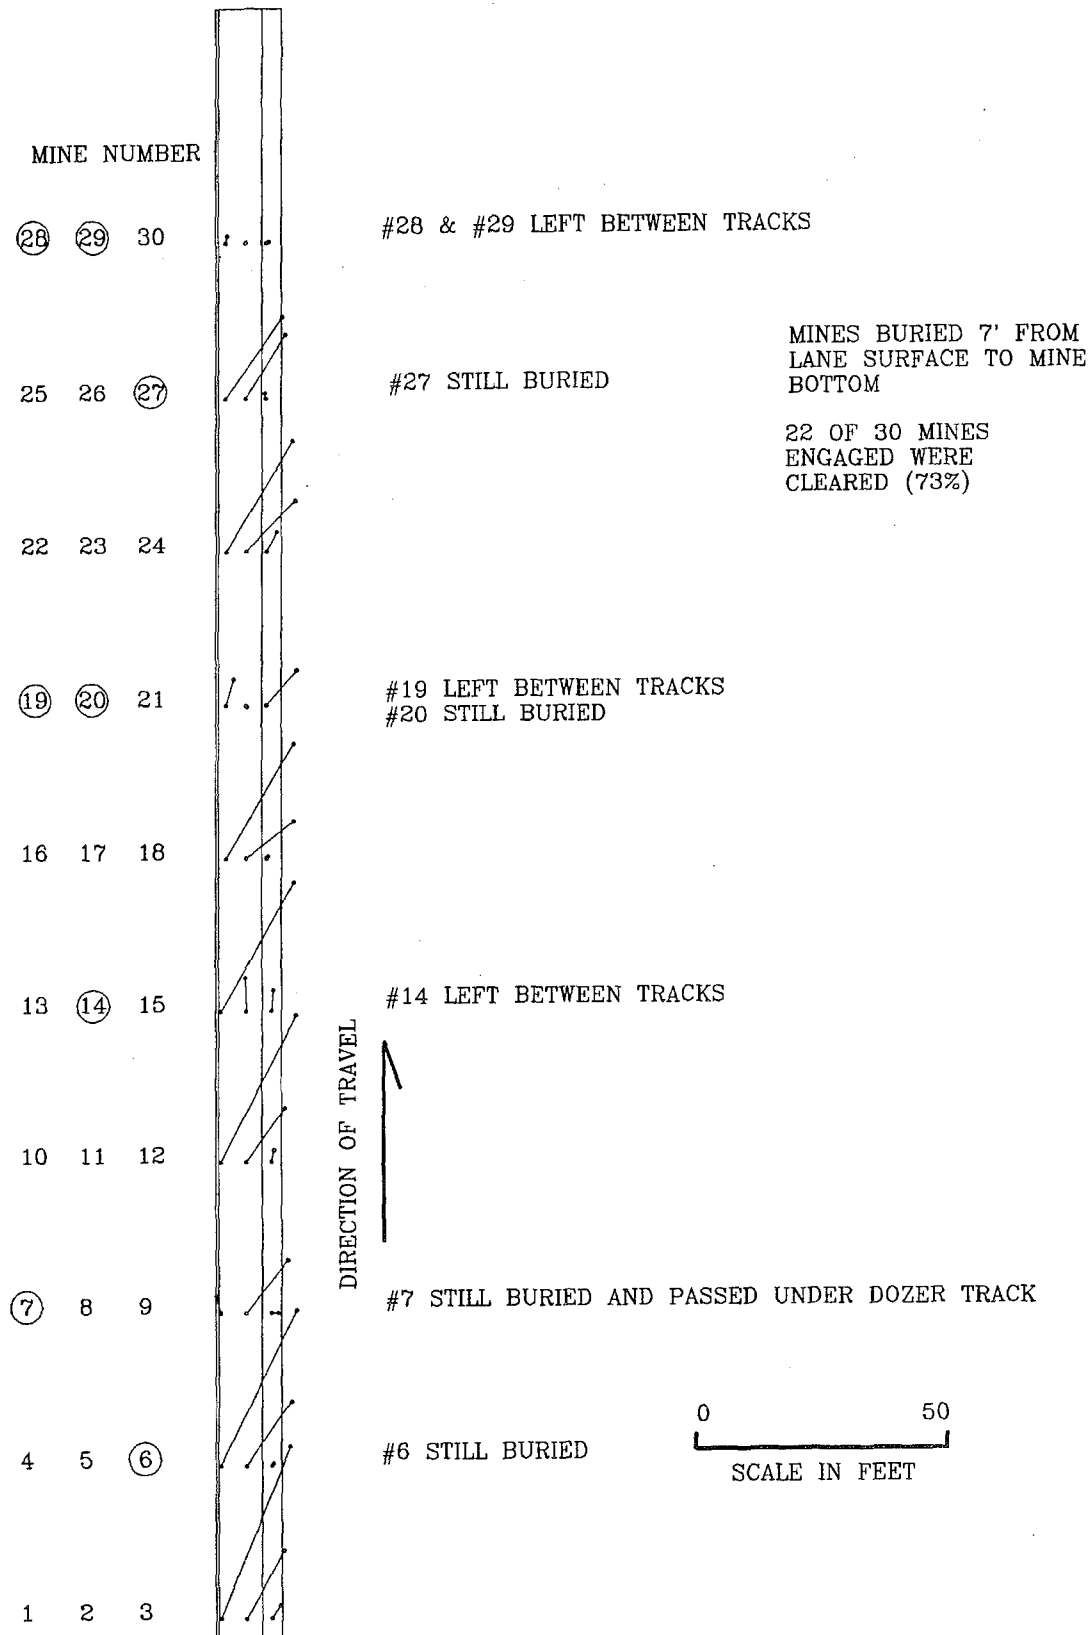 MINE NUMBER
28 29 30
#28 & #29 LEFT BETWEEN TRACKS
MINES BURIED 7' FROM
LANE SURFACE TO MINE
BOTTOM
25 26 27
#27 STILL BURIED
22 OF 30 MINES
ENGAGED WERE
CLEARED (73%)
22 23 24
19 20 21
#19 LEFT BETWEEN TRACKS
#20 STILL BURIED
16 17 18
13 14 15
#14 LEFT BETWEEN TRACKS
DIRECTION OF TRAVEL
10 11 12
7 8 9
#7 STILL BURIED AND PASSED UNDER DOZER TRACK
0 50
SCALE IN FEET
4 5 6
#6 STILL BURIED
1 2 3